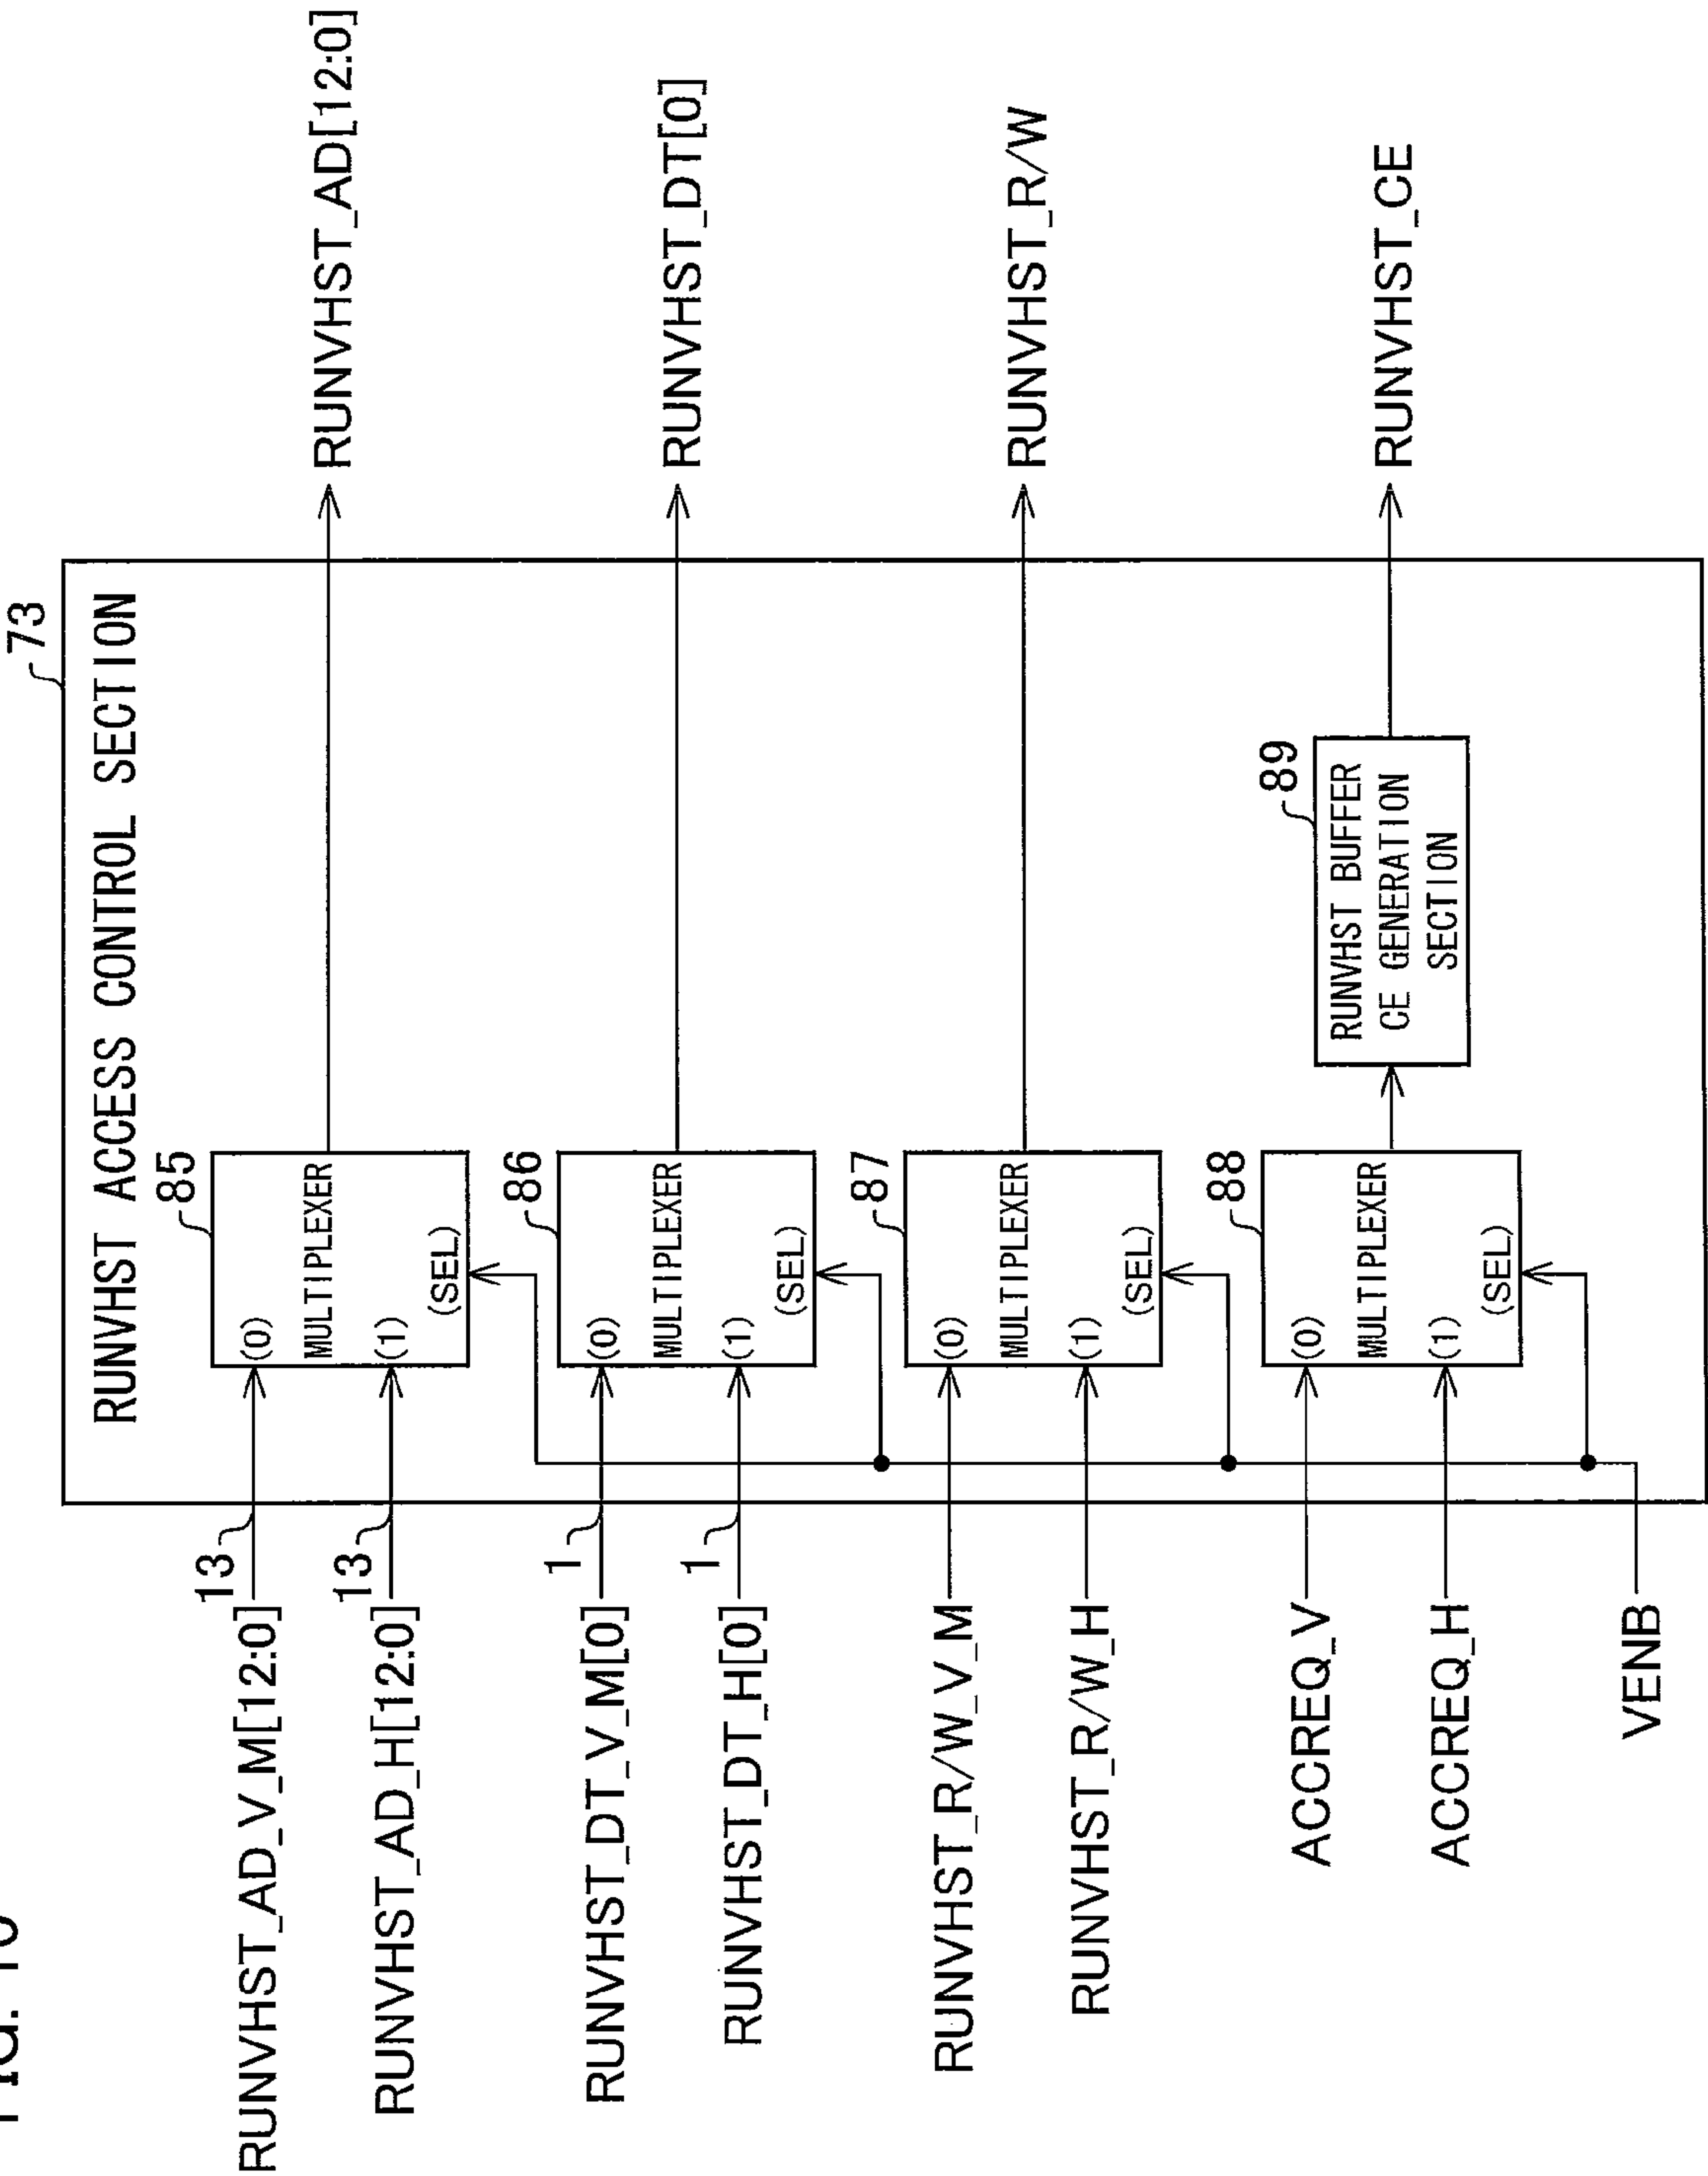 73
RUNVHST ACCESS CONTROL SECTION
RUNVHST_AD_V_M[12:0]
13
RUNVHST_AD_H[12:0]
13
85
(0)
MULTIPLEXER
(1)
(SEL)
RUNVHST_AD[12:0]
RUNVHST_DT_V_M[0]
1
RUNVHST_DT_H[0]
1
86
(0)
MULTIPLEXER
(1)
(SEL)
RUNVHST_DT[0]
RUNVHST_R/W_V_M
RUNVHST_R/W_H
87
(0)
MULTIPLEXER
(1)
(SEL)
RUNVHST_R/W
ACCREQ_V
ACCREQ_H
88
(0)
MULTIPLEXER
(1)
(SEL)
89
RUNVHST BUFFER
CE GENERATION
SECTION
RUNVHST_CE
VENB